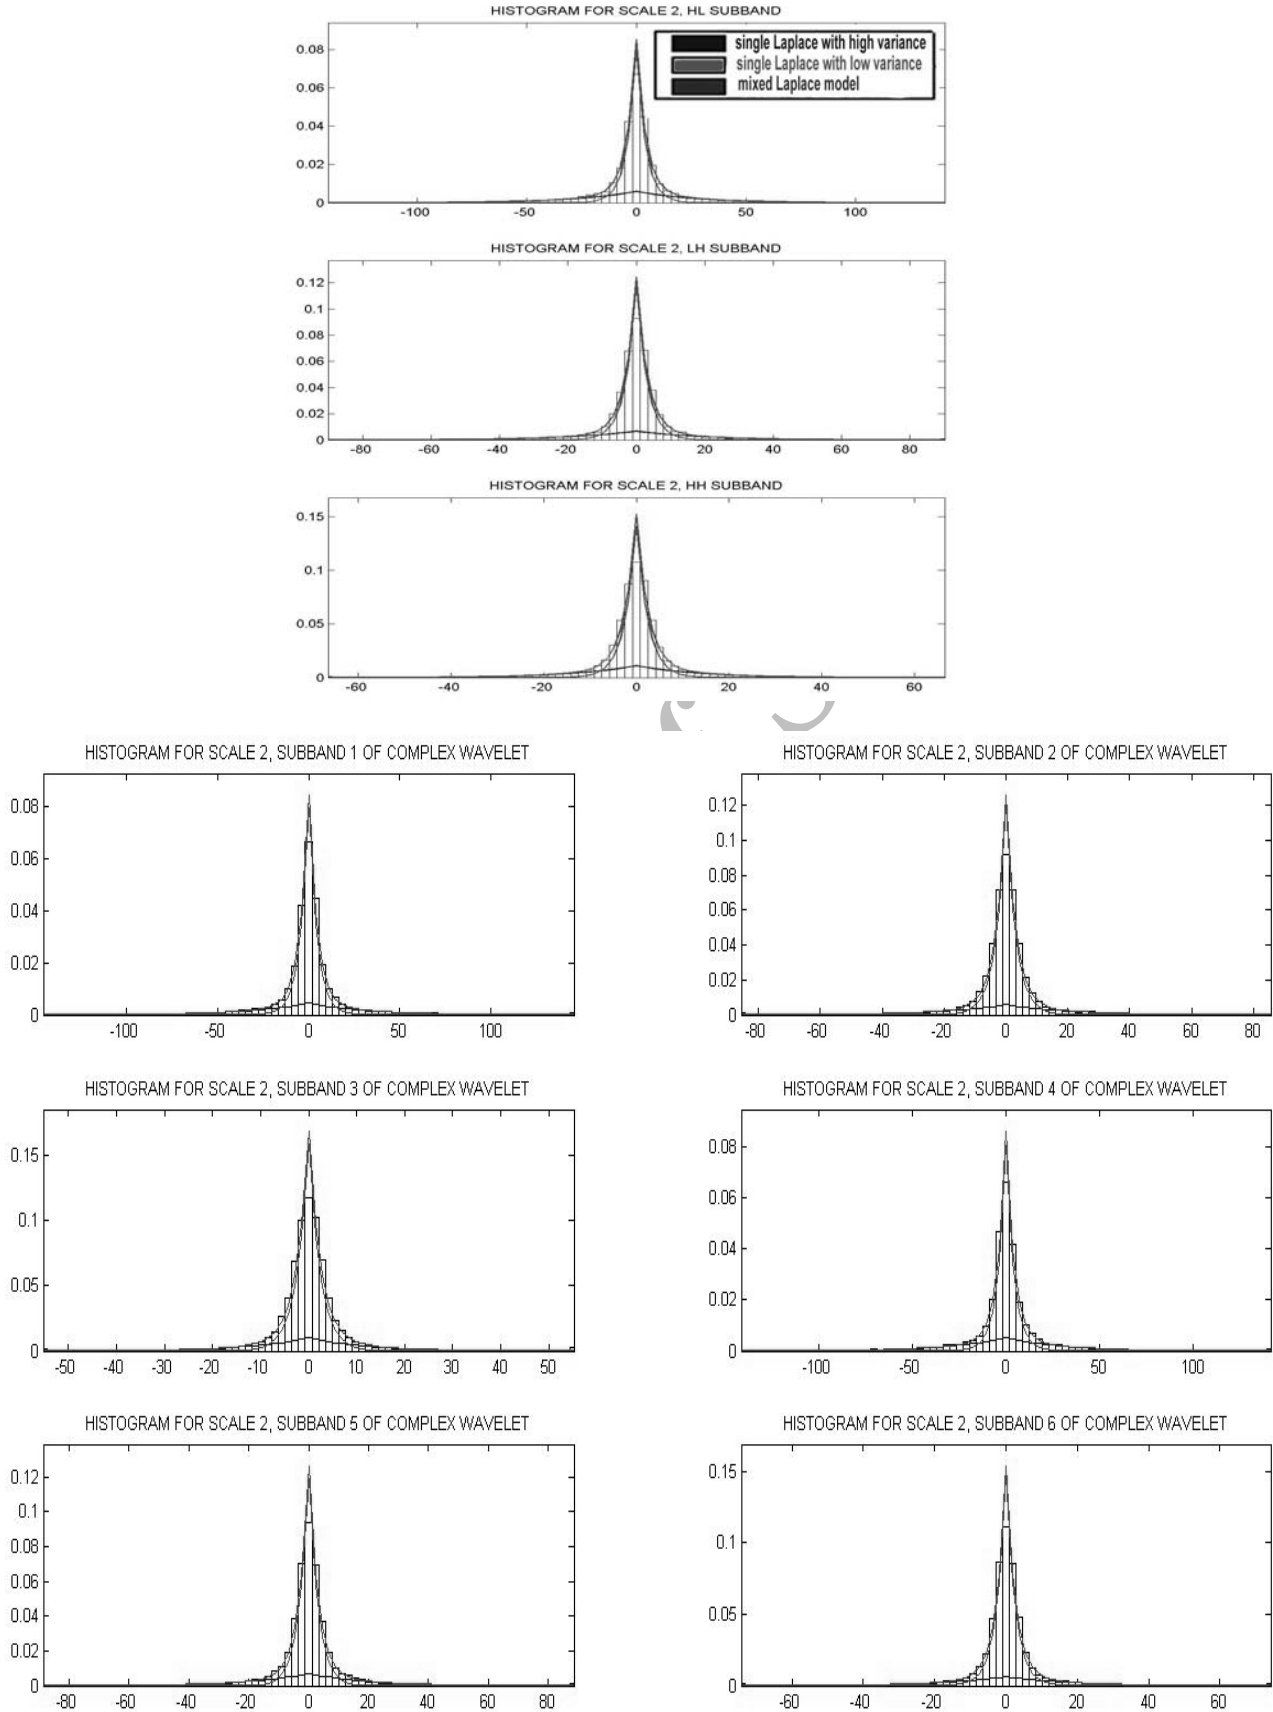 HISTOGRAM FOR SCALE 2, HL SUBBAND
single Laplace with high variance
single Laplace with low variance
mixed Laplace model
0.08
0.06
0.04
0.02
0
-100 -50 0 50 100
HISTOGRAM FOR SCALE 2, LH SUBBAND
0.12
0.1
0.08
0.06
0.04
0.02
0
-80 -60 -40 -20 0 20 40 60 80
HISTOGRAM FOR SCALE 2, HH SUBBAND
0.15
0.1
0.05
0
-60 -40 -20 0 20 40 60
HISTOGRAM FOR SCALE 2, SUBBAND 1 OF COMPLEX WAVELET
0.08
0.06
0.04
0.02
0
-100 -50 0 50 100
HISTOGRAM FOR SCALE 2, SUBBAND 2 OF COMPLEX WAVELET
0.12
0.1
0.08
0.06
0.04
0.02
0
-80 -60 -40 -20 0 20 40 60 80
HISTOGRAM FOR SCALE 2, SUBBAND 3 OF COMPLEX WAVELET
0.15
0.1
0.05
0
-50 -40 -30 -20 -10 0 10 20 30 40 50
HISTOGRAM FOR SCALE 2, SUBBAND 4 OF COMPLEX WAVELET
0.08
0.06
0.04
0.02
0
-100 -50 0 50 100
HISTOGRAM FOR SCALE 2, SUBBAND 5 OF COMPLEX WAVELET
0.12
0.1
0.08
0.06
0.04
0.02
0
-80 -60 -40 -20 0 20 40 60 80
HISTOGRAM FOR SCALE 2, SUBBAND 6 OF COMPLEX WAVELET
0.15
0.1
0.05
0
-60 -40 -20 0 20 40 60